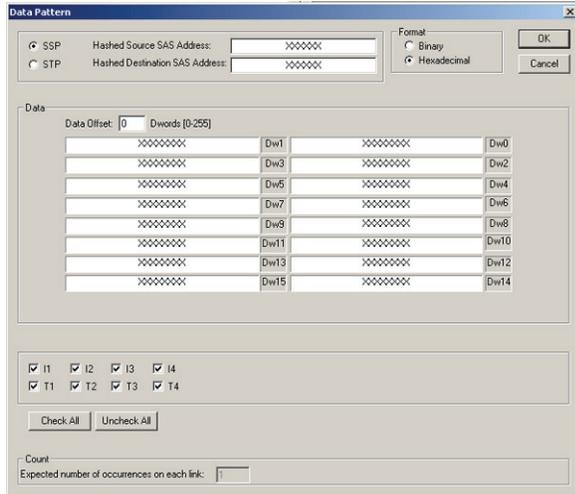 Data Pattern
SSP Hashed Source SAS Address: XXXXXX
STP Hashed Destination SAS Address: XXXXXX
Format
Binary
Hexadecimal
OK
Cancel
Data
Data Offset: 0 Dwords [0-255]
XXXXXXXX Dw1 XXXXXXXX Dw0
XXXXXXXX Dw3 XXXXXXXX Dw2
XXXXXXXX Dw5 XXXXXXXX Dw4
XXXXXXXX Dw7 XXXXXXXX Dw6
XXXXXXXX Dw9 XXXXXXXX Dw8
XXXXXXXX Dw11 XXXXXXXX Dw10
XXXXXXXX Dw13 XXXXXXXX Dw12
XXXXXXXX Dw15 XXXXXXXX Dw14
I1 I2 I3 I4
T1 T2 T3 T4
Check All Uncheck All
Count
Expected number of occurrences on each link: 1